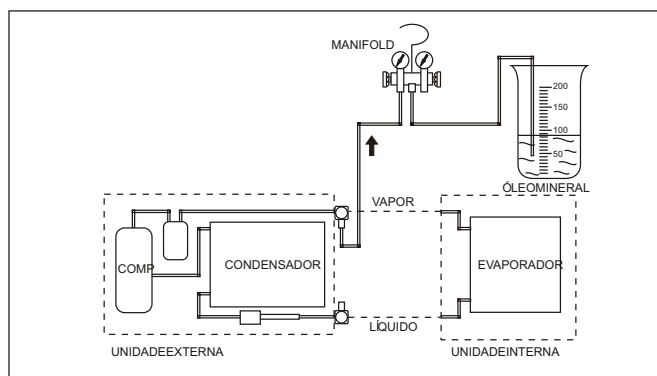 MANIFOLD
200
150
100
50
ÓLEOMINERAL
VAPOR
COMP
CONDENSADOR
EVAPORADOR
LÍQUIDO
UNIDADEEXTERNA
UNIDADEINTERNA